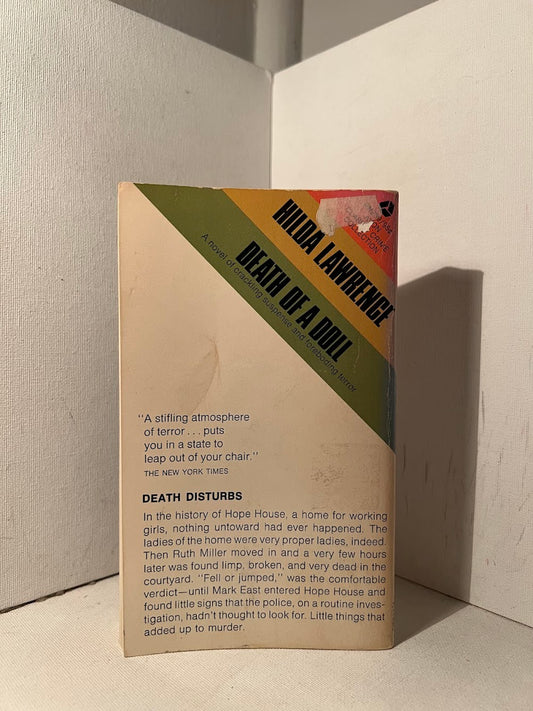 95¢
CLASSIC CRIME
COLLECTION
HILDA LAWRENCE
DEATH OF A DOLL
A novel of crackling suspense and foreboding terror
"A stifling atmosphere
of terror . . . puts
you in a state to
leap out of your chair."
THE NEW YORK TIMES
DEATH DISTURBS
In the history of Hope House, a home for working
girls, nothing untoward had ever happened. The
ladies of the home were very proper ladies, indeed.
Then Ruth Miller moved in and a very few hours
later was found limp, broken, and very dead in the
courtyard. "Fell or jumped," was the comfortable
verdict—until Mark East entered Hope House and
found little signs that the police, on a routine inves-
tigation, hadn't thought to look for. Little things that
added up to murder.